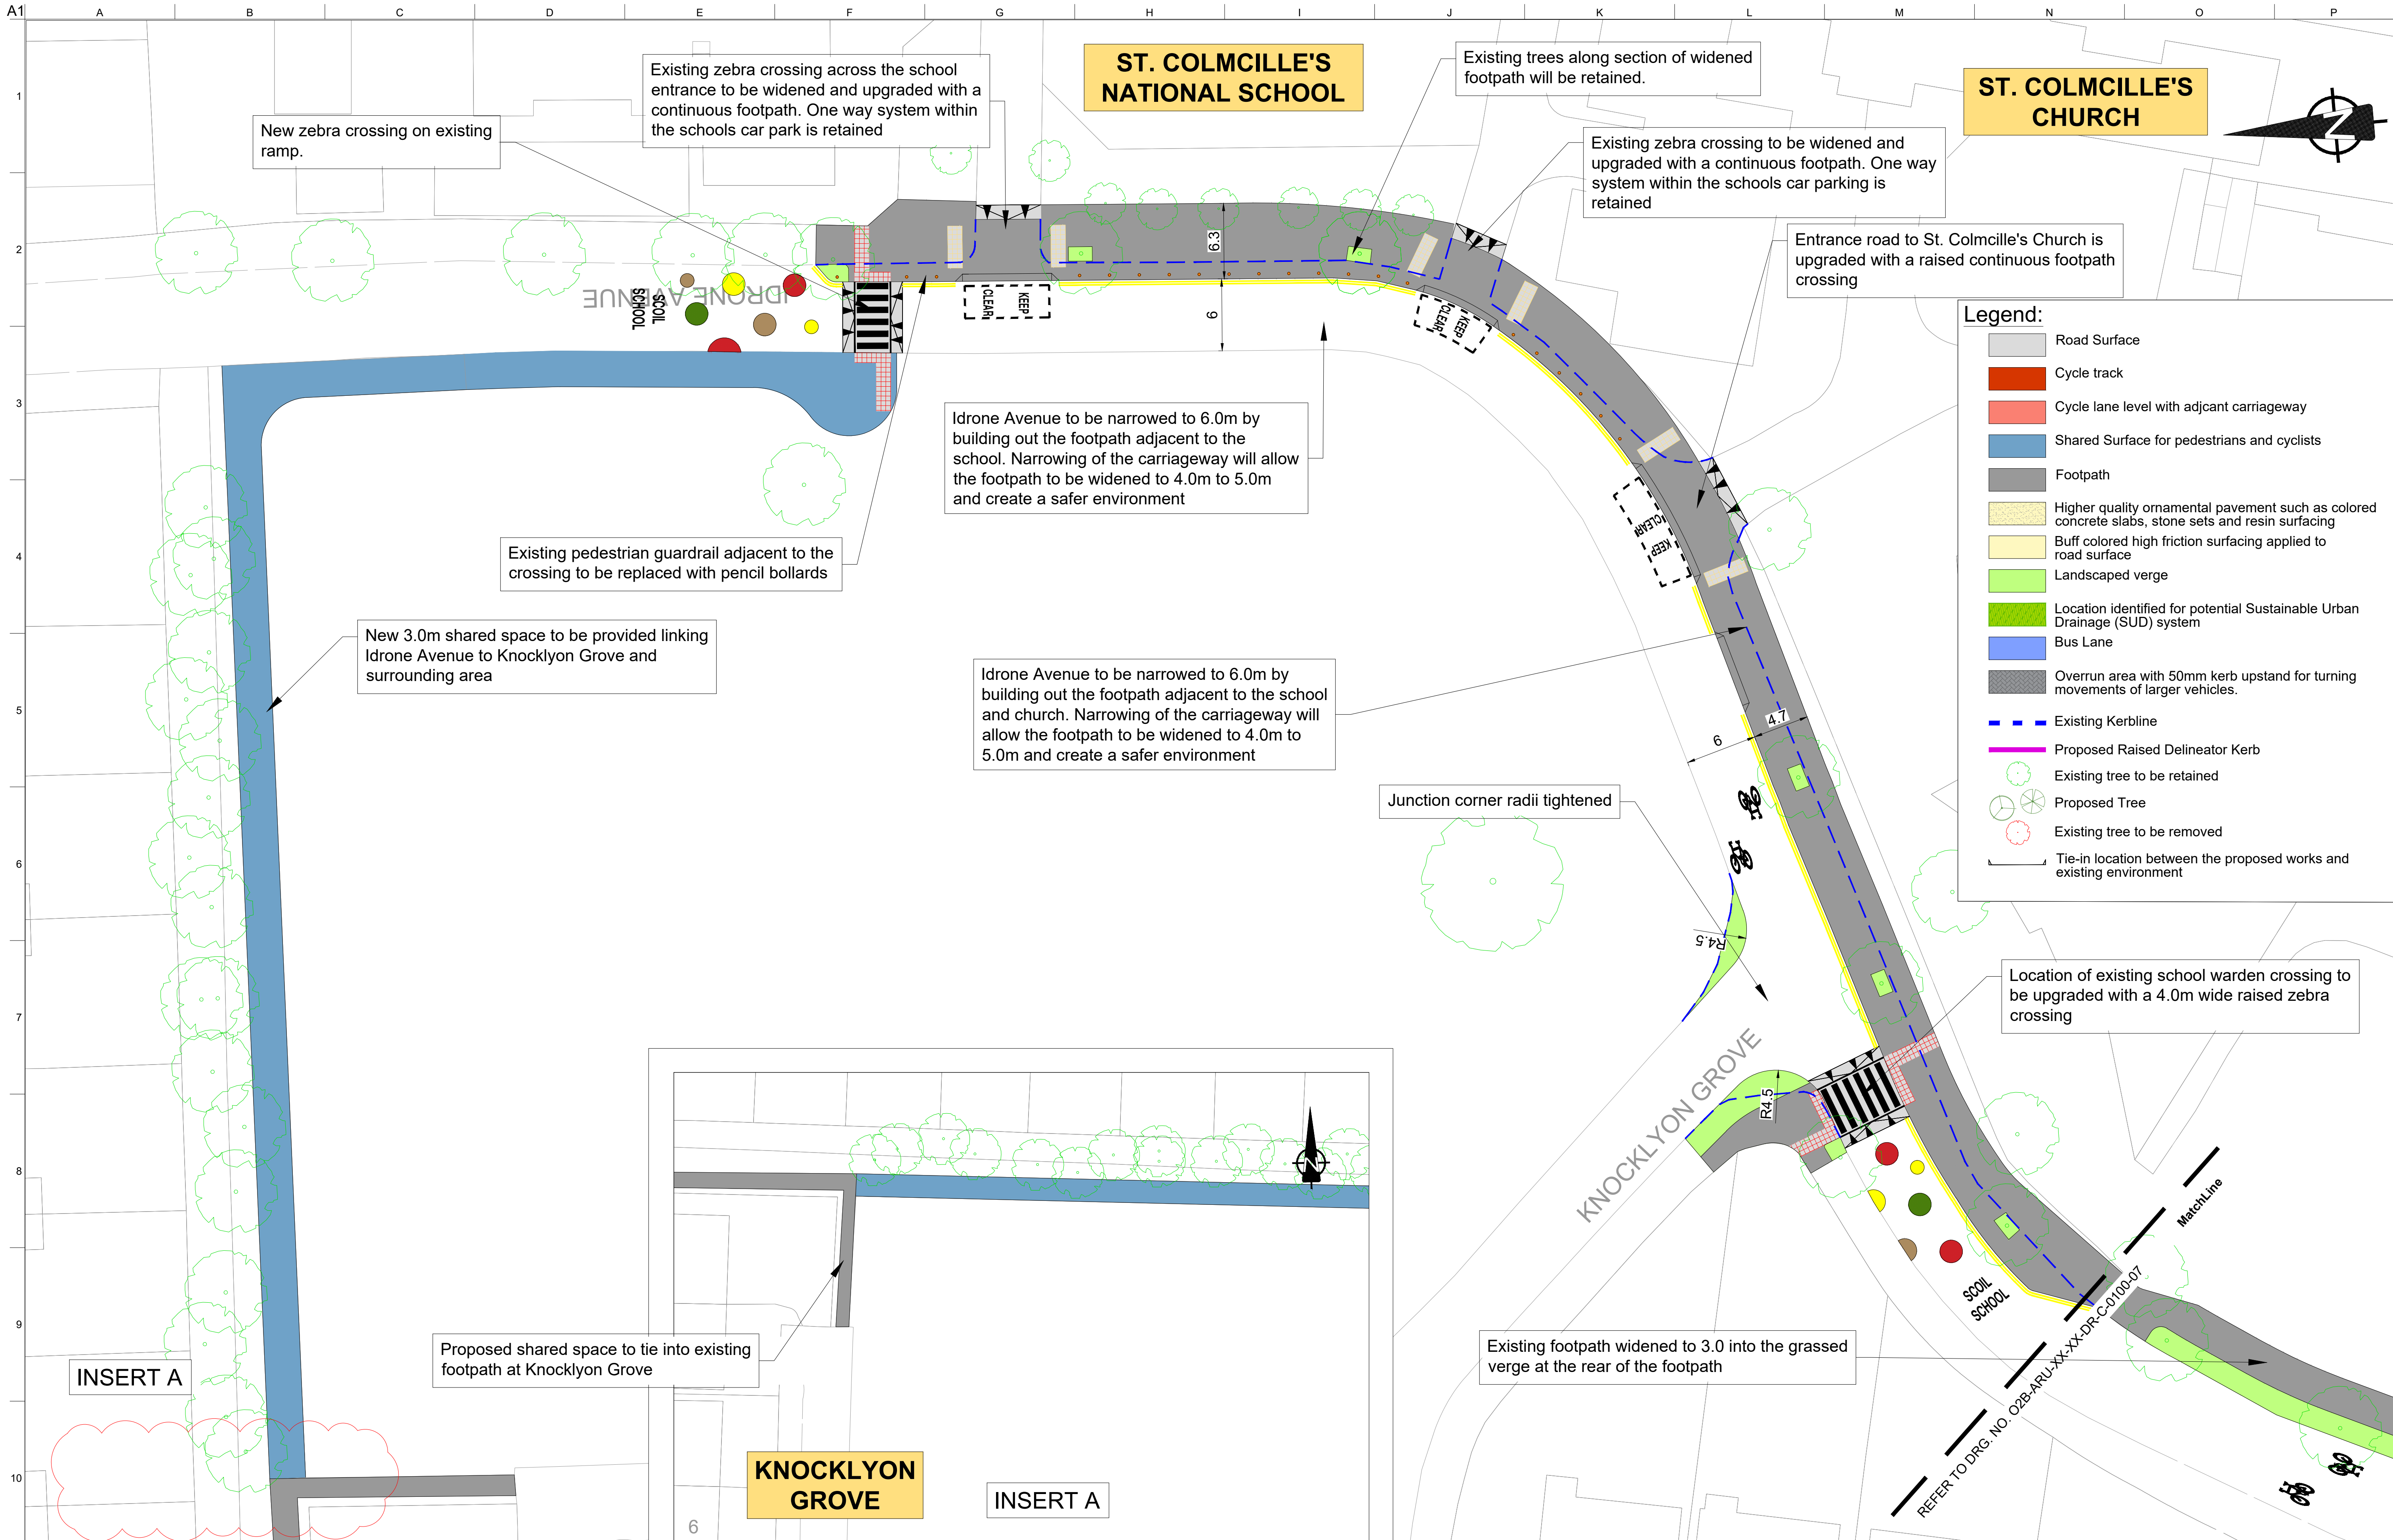 A1
A
B
C
D
E
F
G
H
I
J
K
L
M
N
O
P
1
2
3
4
5
6
7
8
9
10
ST. COLMCILLE'S
NATIONAL SCHOOL
ST. COLMCILLE'S
CHURCH
N
New zebra crossing on existing
ramp.
Existing zebra crossing across the school
entrance to be widened and upgraded with a
continuous footpath. One way system within
the schools car park is retained
Existing trees along section of widened
footpath will be retained.
Existing zebra crossing to be widened and
upgraded with a continuous footpath. One way
system within the schools car parking is
retained
Entrance road to St. Colmcille's Church is
upgraded with a raised continuous footpath
crossing
IDRONE AVENUE
SCOIL
SCHOOL
KEEP
CLEAR
6.3
6
KEEP
CLEAR
KEEP
CLEAR
Idrone Avenue to be narrowed to 6.0m by
building out the footpath adjacent to the
school. Narrowing of the carriageway will allow
the footpath to be widened to 4.0m to 5.0m
and create a safer environment
Existing pedestrian guardrail adjacent to the
crossing to be replaced with pencil bollards
New 3.0m shared space to be provided linking
Idrone Avenue to Knocklyon Grove and
surrounding area
Idrone Avenue to be narrowed to 6.0m by
building out the footpath adjacent to the school
and church. Narrowing of the carriageway will
allow the footpath to be widened to 4.0m to
5.0m and create a safer environment
4.7
6
Junction corner radii tightened
R4.5
R4.5
KNOCKLYON GROVE
Legend:
Road Surface
Cycle track
Cycle lane level with adjcant carriageway
Shared Surface for pedestrians and cyclists
Footpath
Higher quality ornamental pavement such as colored
concrete slabs, stone sets and resin surfacing
Buff colored high friction surfacing applied to
road surface
Landscaped verge
Location identified for potential Sustainable Urban
Drainage (SUD) system
Bus Lane
Overrun area with 50mm kerb upstand for turning
movements of larger vehicles.
Existing Kerbline
Proposed Raised Delineator Kerb
Existing tree to be retained
Proposed Tree
Existing tree to be removed
Tie-in location between the proposed works and
existing environment
Location of existing school warden crossing to
be upgraded with a 4.0m wide raised zebra
crossing
SCOIL
SCHOOL
MatchLine
REFER TO DRG. NO. O2B-ARU-XX-XX-DR-C-0100-07
Existing footpath widened to 3.0 into the grassed
verge at the rear of the footpath
N
Proposed shared space to tie into existing
footpath at Knocklyon Grove
INSERT A
KNOCKLYON
GROVE
INSERT A
6